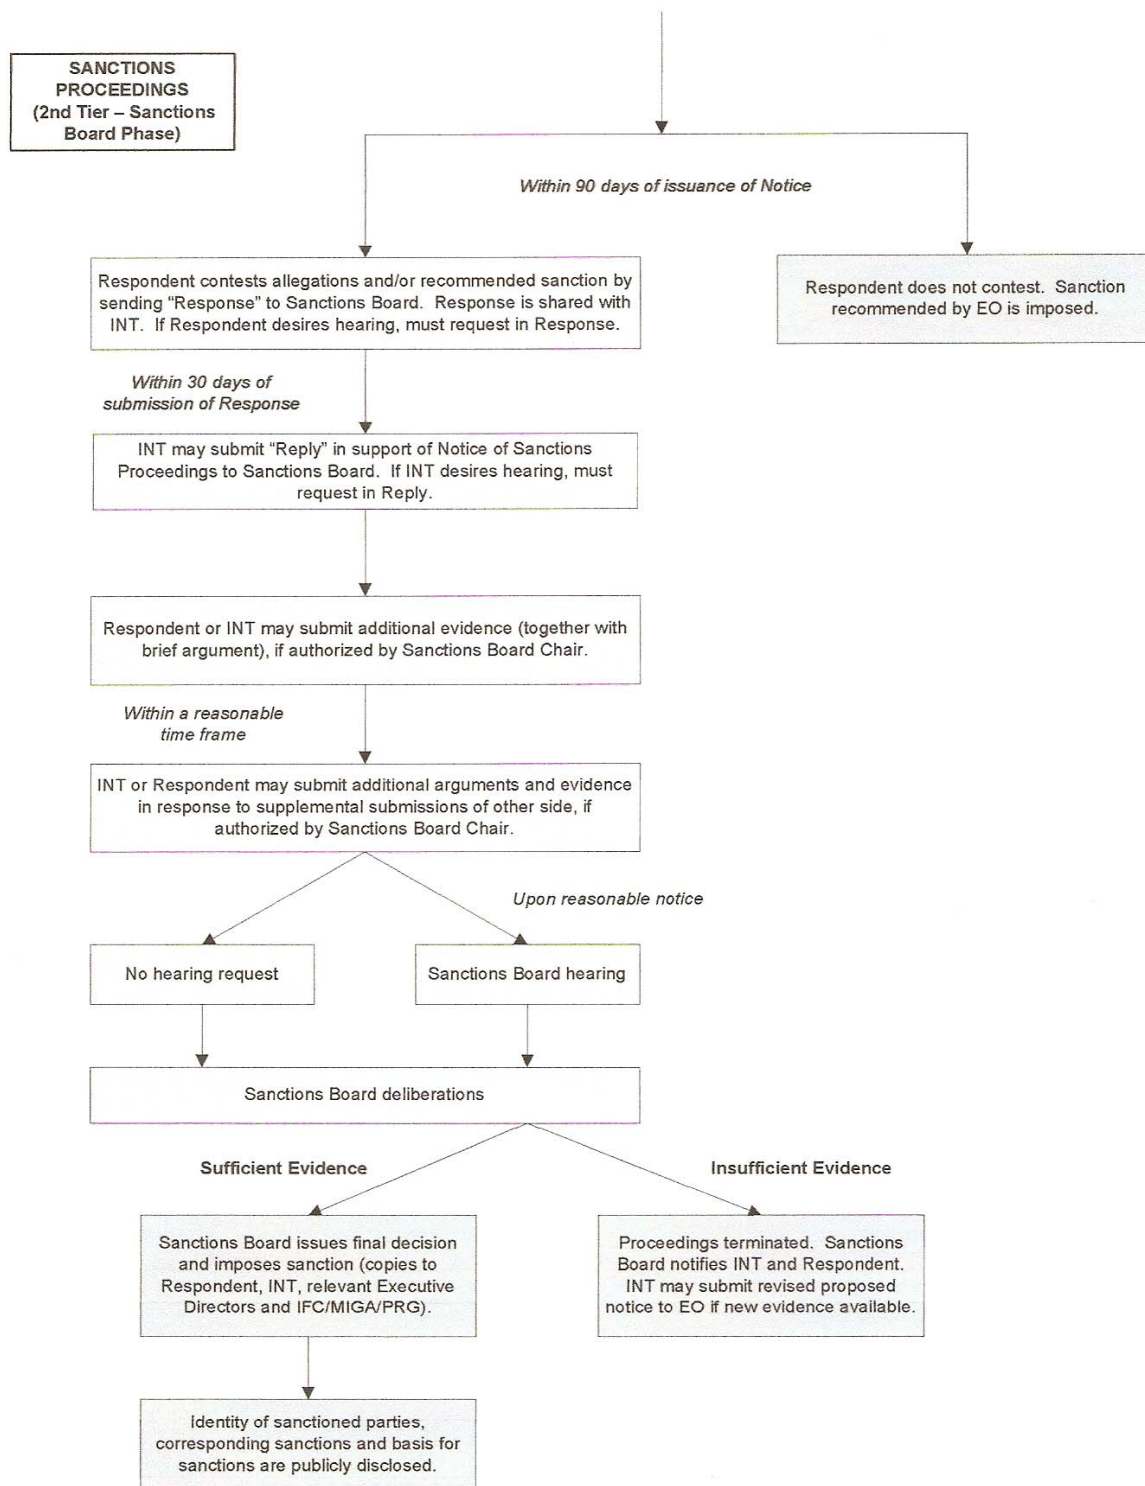 SANCTIONS
PROCEEDINGS
(2nd Tier – Sanctions
Board Phase)
Within 90 days of issuance of Notice
Respondent contests allegations and/or recommended sanction by
sending “Response” to Sanctions Board. Response is shared with
INT. If Respondent desires hearing, must request in Response.
Respondent does not contest. Sanction
recommended by EO is imposed.
Within 30 days of
submission of Response
INT may submit “Reply” in support of Notice of Sanctions
Proceedings to Sanctions Board. If INT desires hearing, must
request in Reply.
Respondent or INT may submit additional evidence (together with
brief argument), if authorized by Sanctions Board Chair.
Within a reasonable
time frame
INT or Respondent may submit additional arguments and evidence
in response to supplemental submissions of other side, if
authorized by Sanctions Board Chair.
Upon reasonable notice
No hearing request
Sanctions Board hearing
Sanctions Board deliberations
Sufficient Evidence
Insufficient Evidence
Sanctions Board issues final decision
and imposes sanction (copies to
Respondent, INT, relevant Executive
Directors and IFC/MIGA/PRG).
Proceedings terminated. Sanctions
Board notifies INT and Respondent.
INT may submit revised proposed
notice to EO if new evidence available.
Identity of sanctioned parties,
corresponding sanctions and basis for
sanctions are publicly disclosed.